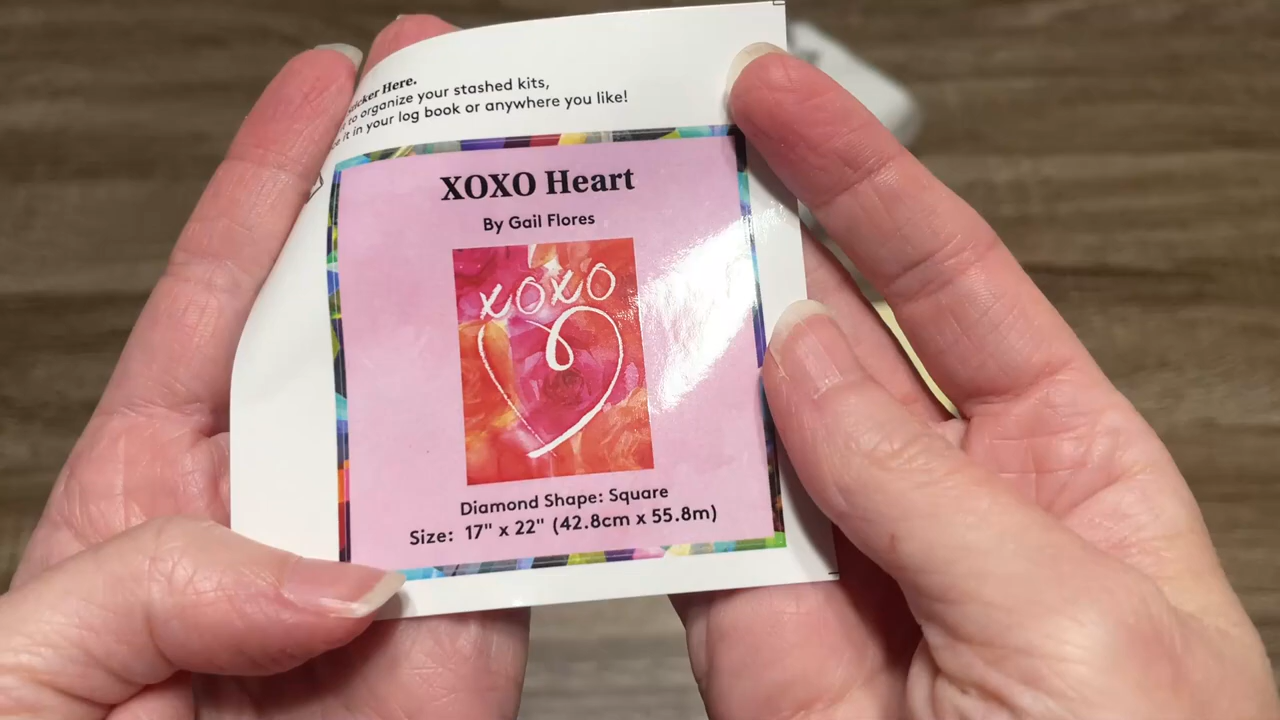 Sticker Here.
to organize your stashed kits,
it in your log book or anywhere you like!
XOXO Heart
By Gail Flores
xoxo
Diamond Shape: Square
Size: 17" x 22" (42.8cm x 55.8m)